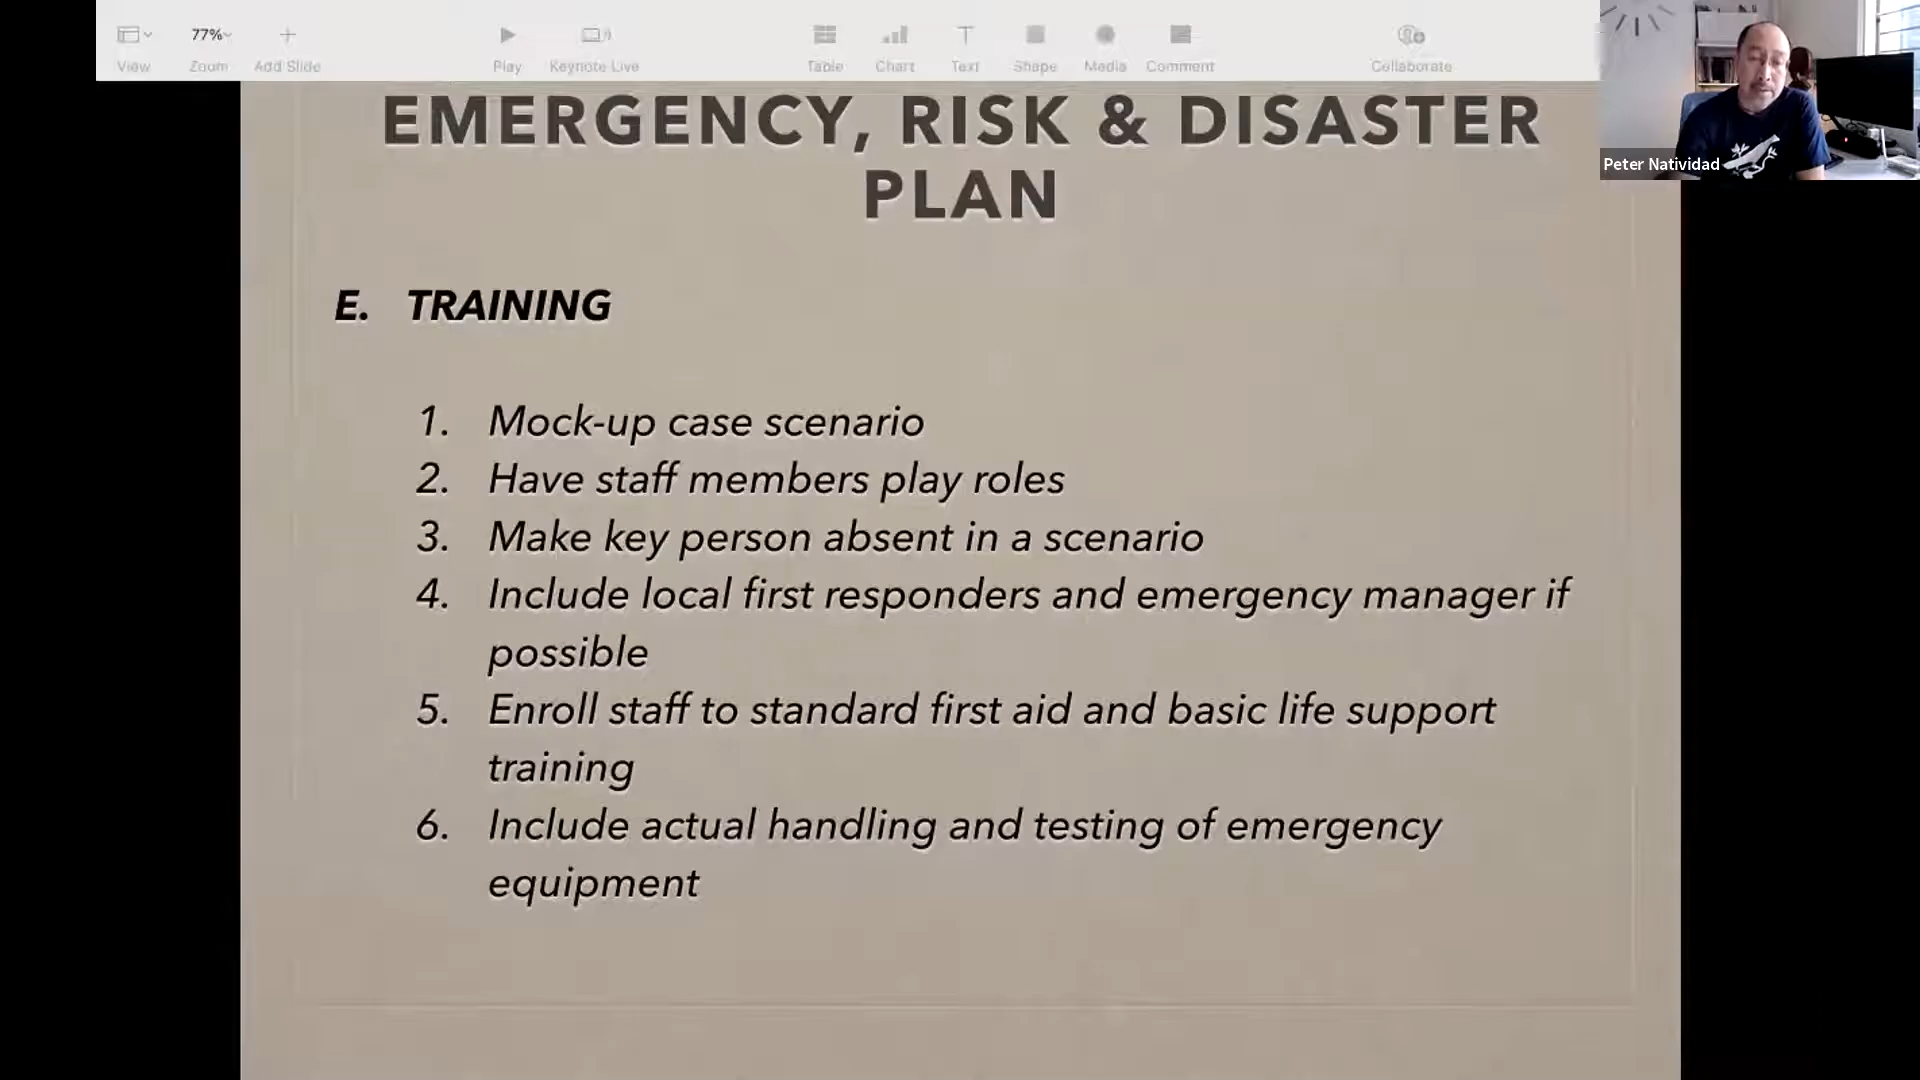 77%
View Zoom Add Slide Play Keynote Live Table Chart Text Shape Media Comment Collaborate
Peter Natividad
EMERGENCY, RISK & DISASTER
PLAN
E. TRAINING
1. Mock-up case scenario
2. Have staff members play roles
3. Make key person absent in a scenario
4. Include local first responders and emergency manager if
possible
5. Enroll staff to standard first aid and basic life support
training
6. Include actual handling and testing of emergency
equipment